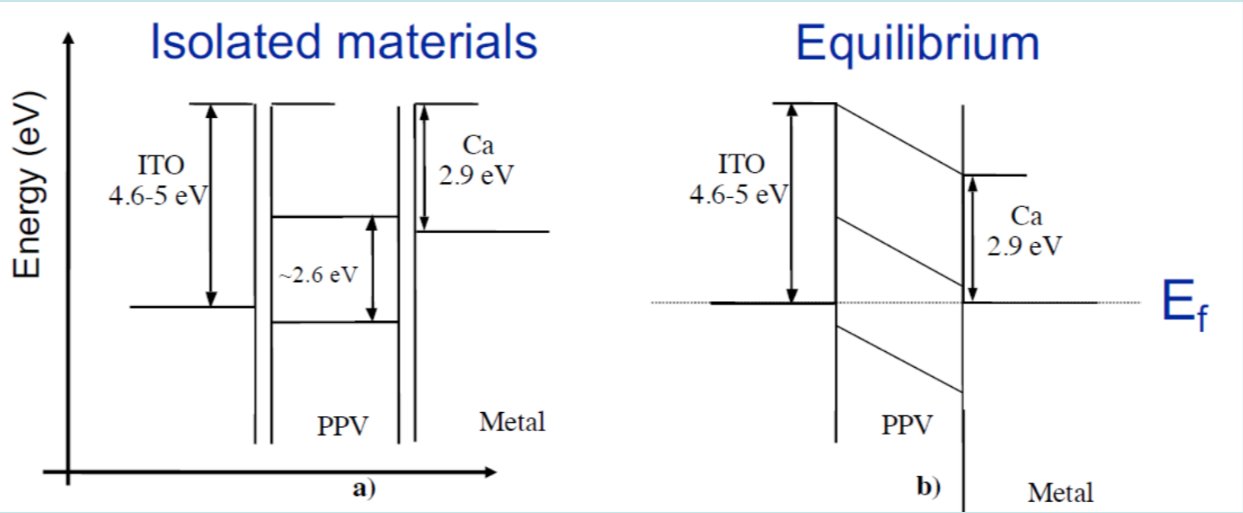 Isolated materials
Equilibrium
Energy (eV)
ITO
4.6-5 eV
Ca
2.9 eV
~2.6 eV
PPV
Metal
a)
ITO
4.6-5 eV
Ca
2.9 eV
Ef
PPV
b)
Metal